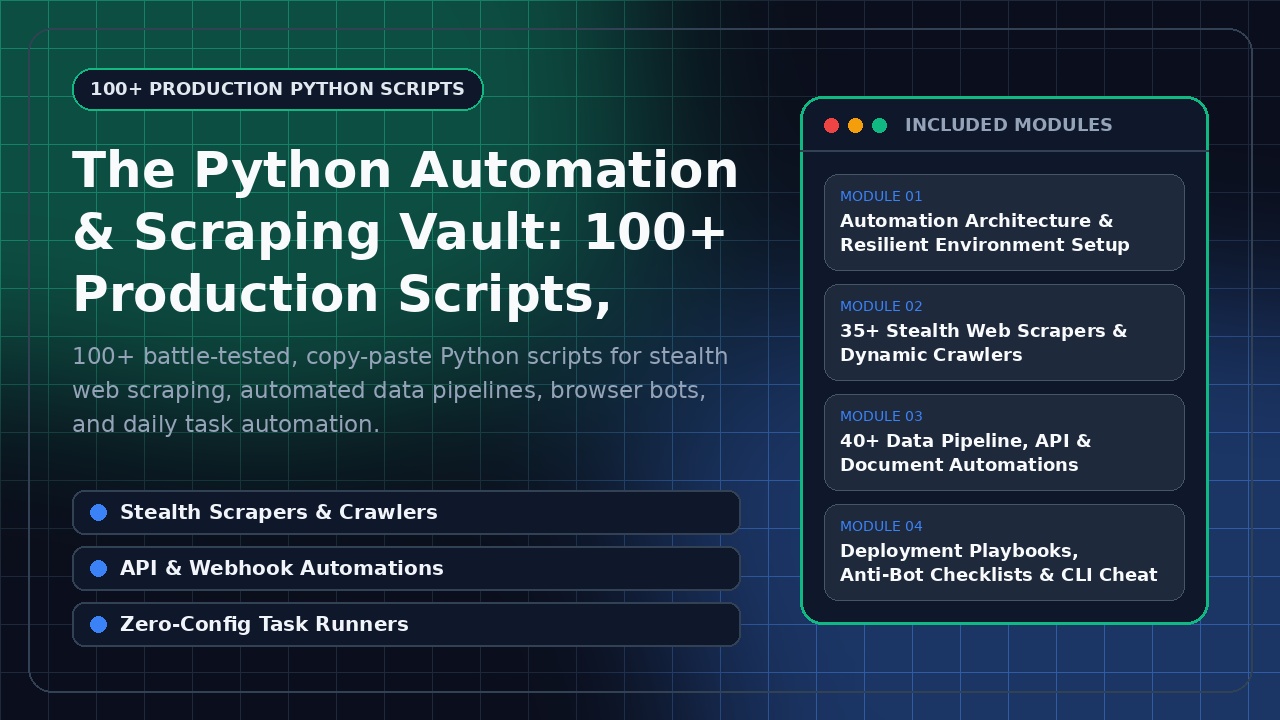 100+ PRODUCTION PYTHON SCRIPTS
The Python Automation
& Scraping Vault: 100+
Production Scripts,
100+ battle-tested, copy-paste Python scripts for stealth
web scraping, automated data pipelines, browser bots,
and daily task automation.
Stealth Scrapers & Crawlers
API & Webhook Automations
Zero-Config Task Runners
INCLUDED MODULES
MODULE 01
Automation Architecture &
Resilient Environment Setup
MODULE 02
35+ Stealth Web Scrapers &
Dynamic Crawlers
MODULE 03
40+ Data Pipeline, API &
Document Automations
MODULE 04
Deployment Playbooks,
Anti-Bot Checklists & CLI Cheat